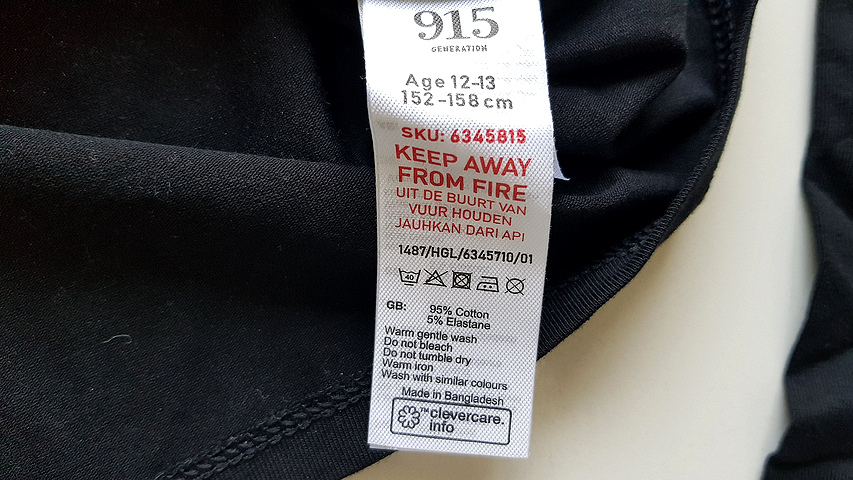 915
GENERATION
Age 12-13
152-158 cm
SKU: 6345815
KEEP AWAY
FROM FIRE
UIT DE BUURT VAN
VUUR HOUDEN
JAUHKAN DARI API
1487/HGL/6345710/01
40
GB: 95% Cotton
5% Elastane
Warm gentle wash
Do not bleach
Do not tumble dry
Warm iron
Wash with similar colours
Made in Bangladesh
™clevercare.
info